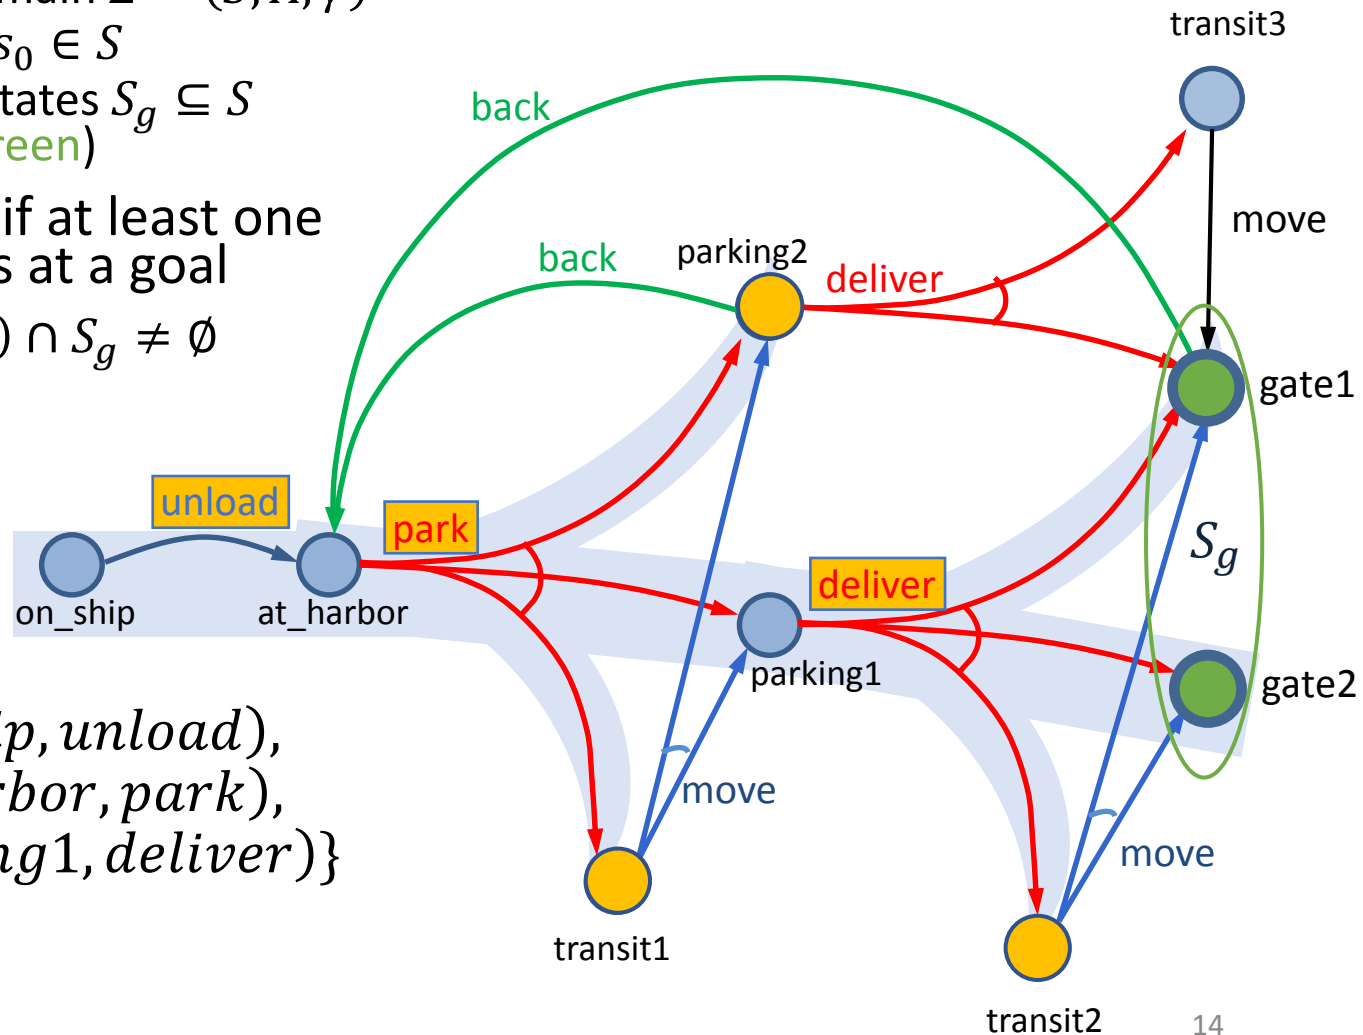 main Σ = (S, A, γ)
s₀ ∈ S
tates S_g ⊆ S
reen)
if at least one
s at a goal
) ∩ S_g ≠ ∅
transit3
back
move
parking2
back
deliver
gate1
unload
park
S_g
deliver
on_ship
at_harbor
parking1
gate2
p, unload),
rbor, park),
ng1, deliver)}
move
move
transit1
transit2
14